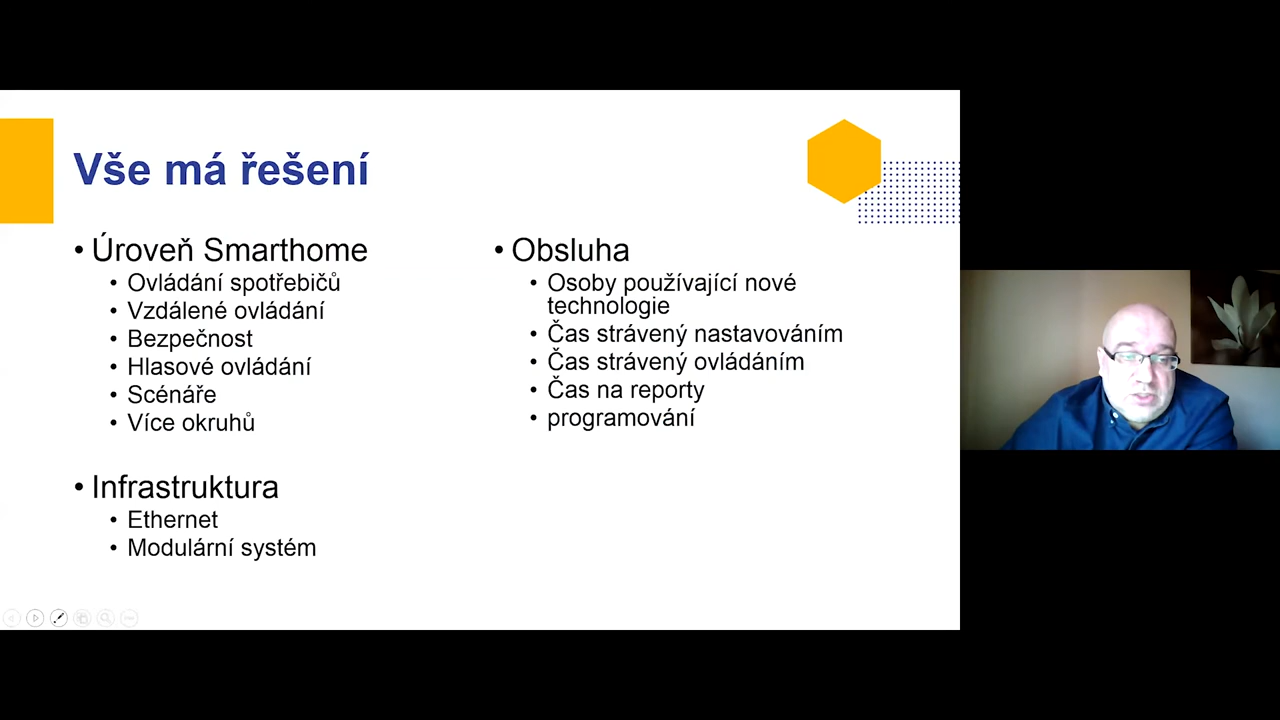 Vše má řešení
• Úroveň Smarthome
• Ovládání spotřebičů
• Vzdálené ovládání
• Bezpečnost
• Hlasové ovládání
• Scénáře
• Více okruhů
• Infrastruktura
• Ethernet
• Modulární systém
• Obsluha
• Osoby používající nové
technologie
• Čas strávený nastavováním
• Čas strávený ovládáním
• Čas na reporty
• programování